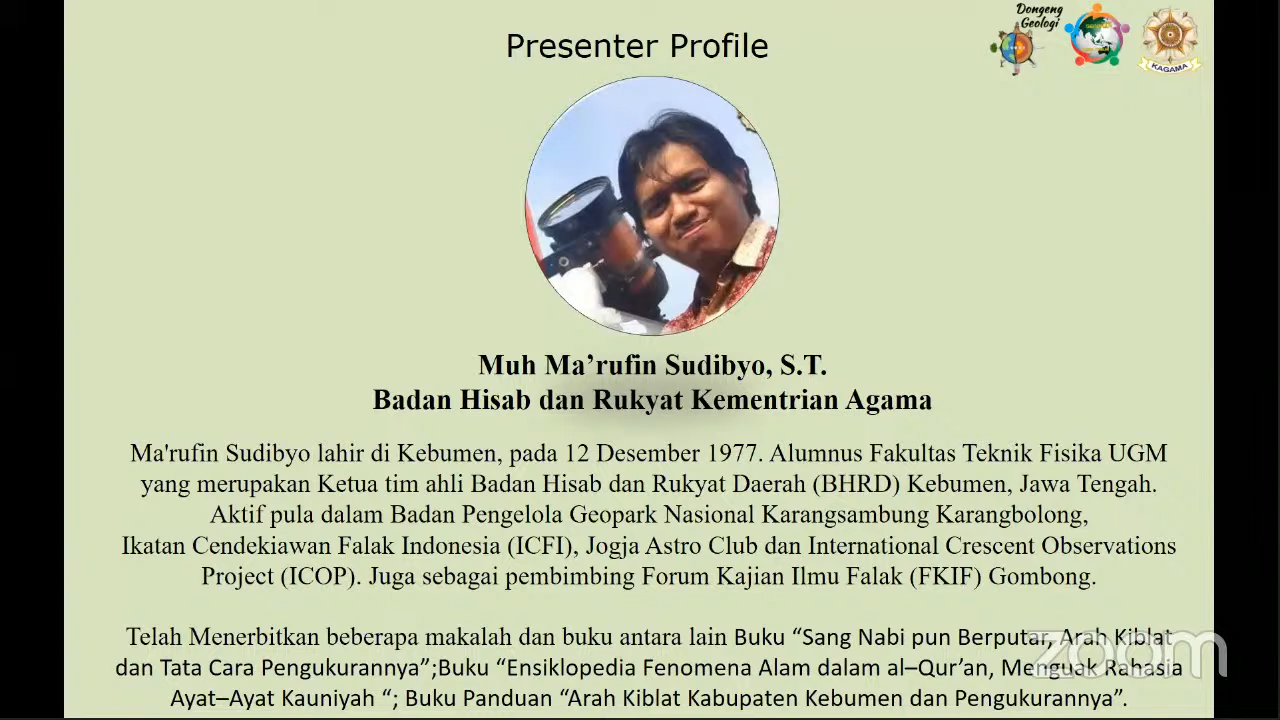 Dongeng
Geologi
KAGAMA
Presenter Profile
Muh Ma’rufin Sudibyo, S.T.
Badan Hisab dan Rukyat Kementrian Agama
Ma'rufin Sudibyo lahir di Kebumen, pada 12 Desember 1977. Alumnus Fakultas Teknik Fisika UGM
yang merupakan Ketua tim ahli Badan Hisab dan Rukyat Daerah (BHRD) Kebumen, Jawa Tengah.
Aktif pula dalam Badan Pengelola Geopark Nasional Karangsambung Karangbolong,
Ikatan Cendekiawan Falak Indonesia (ICFI), Jogja Astro Club dan International Crescent Observations
Project (ICOP). Juga sebagai pembimbing Forum Kajian Ilmu Falak (FKIF) Gombong.
Telah Menerbitkan beberapa makalah dan buku antara lain Buku “Sang Nabi pun Berputar, Arah Kiblat
dan Tata Cara Pengukurannya”;Buku “Ensiklopedia Fenomena Alam dalam al–Qur’an, Menguak Rahasia
Ayat–Ayat Kauniyah “; Buku Panduan “Arah Kiblat Kabupaten Kebumen dan Pengukurannya”.
zoom